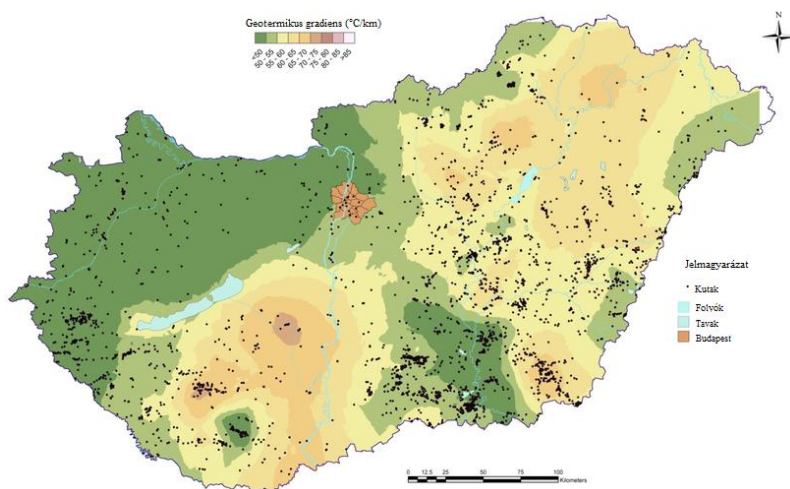 Geotermikus gradiens (°C/km)
<50
50 - 55
55 - 60
60 - 65
65 - 70
70 - 75
75 - 80
80 - 85
>85
N
Jelmagyarázat
Kutak
Folyók
Tavak
Budapest
0 12.5 25 50 75 100
Kilometers